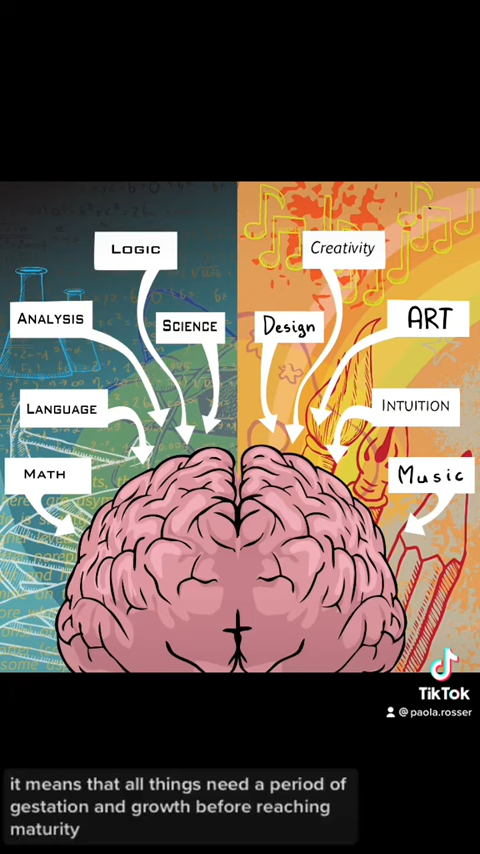 LOGIC
Creativity
ANALYSIS
SCIENCE
Design
ART
LANGUAGE
INTUITION
MATH
Music
TikTok
@paola.rosser
it means that all things need a period of
gestation and growth before reaching
maturity